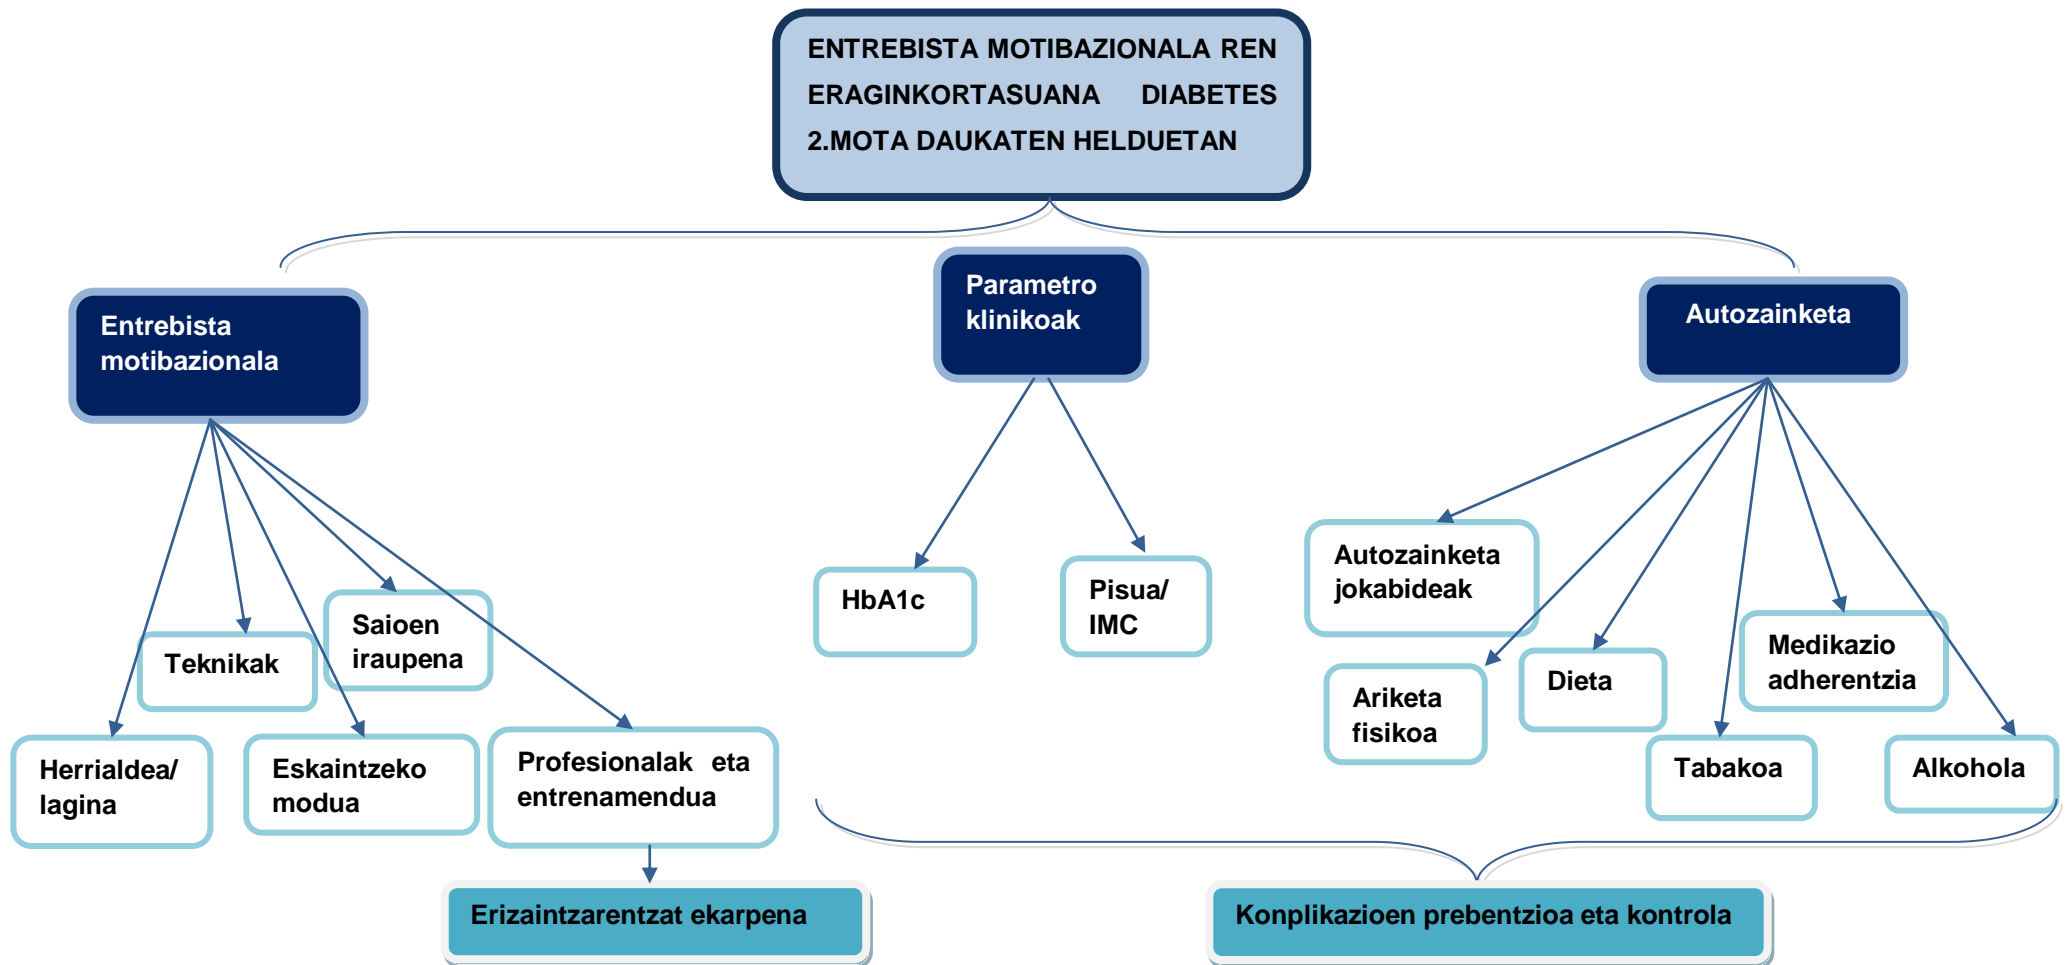 ENTREBISTA MOTIBAZIONALA REN
ERAGINKORTASUANA DIABETES
2.MOTA DAUKATEN HELDUETAN
Entrebista
motibazionala
Parametro
klinikoak
Autozainketa
Herrialdea/
lagina
Teknikak
Eskaintzeko
modua
Saioen
iraupena
Profesionalak eta
entrenamendua
HbA1c
Pisua/
IMC
Autozainketa
jokabideak
Ariketa
fisikoa
Dieta
Tabakoa
Medikazio
adherentzia
Alkohola
Erizaintzarentzat ekarpena
Konplikazioen prebentzioa eta kontrola